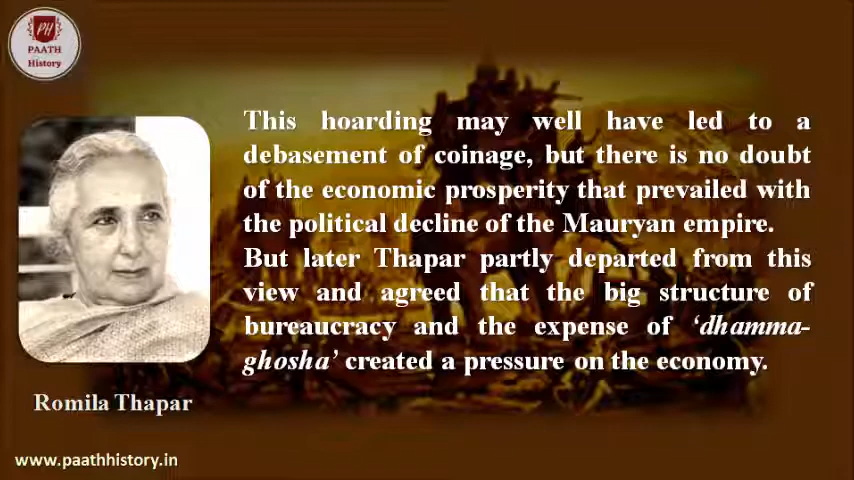 PH
PAATH
History
This hoarding may well have led to a
debasement of coinage, but there is no doubt
of the economic prosperity that prevailed with
the political decline of the Mauryan empire.
But later Thapar partly departed from this
view and agreed that the big structure of
bureaucracy and the expense of ‘dhamma-
ghosha’ created a pressure on the economy.
Romila Thapar
www.paathhistory.in